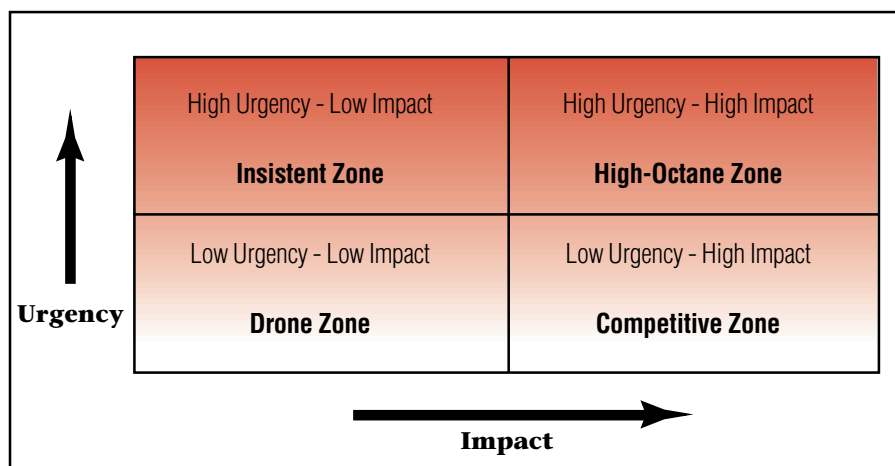 High Urgency - Low Impact
Insistent Zone
High Urgency - High Impact
High-Octane Zone
Low Urgency - Low Impact
Drone Zone
Low Urgency - High Impact
Competitive Zone
Urgency
Impact